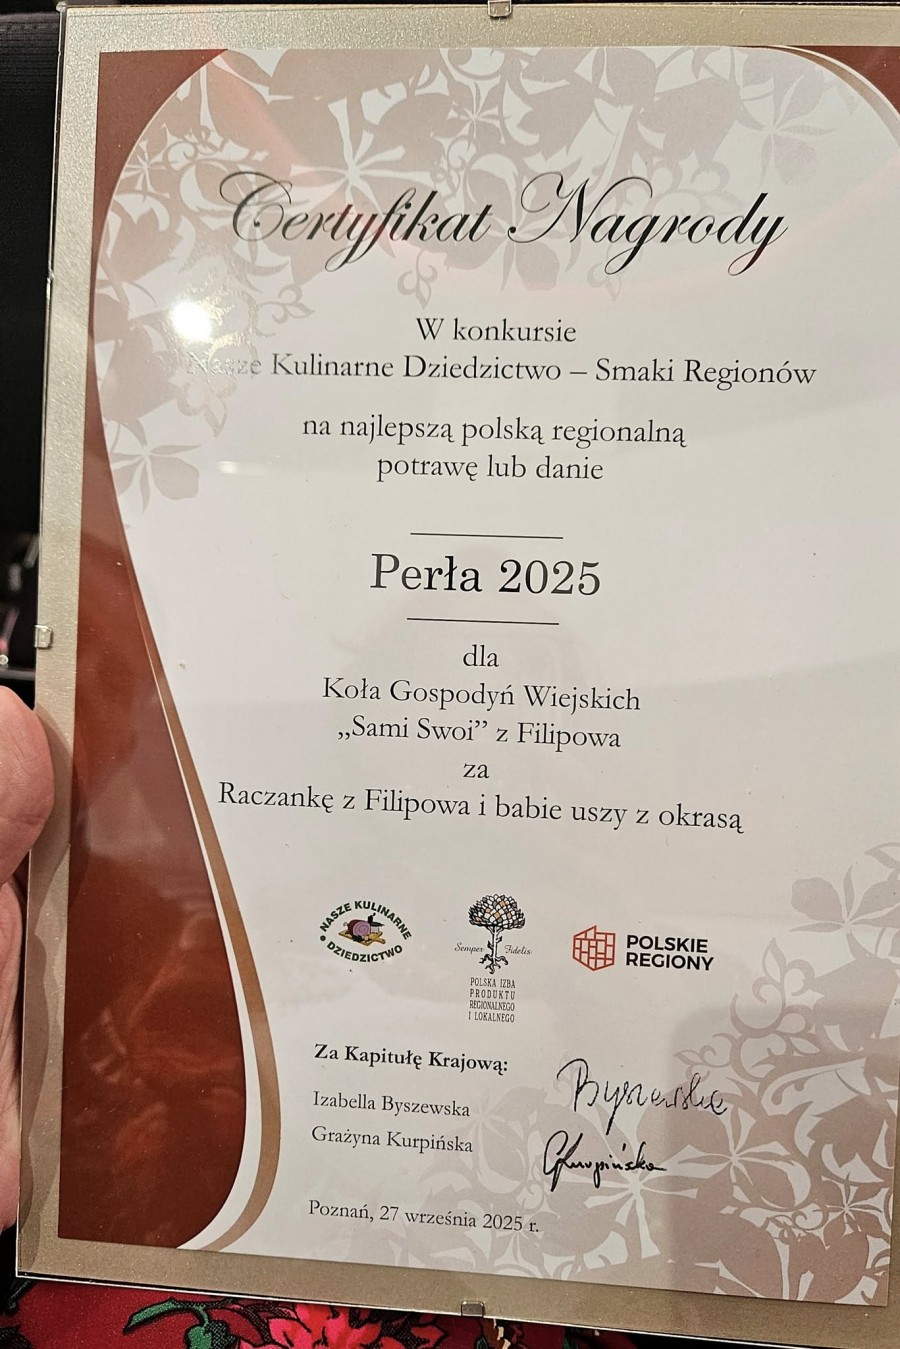 Certyfikat Nagrody
W konkursie
Nasze Kulinarne Dziedzictwo – Smaki Regionów
na najlepszą polską regionalną
potrawę lub danie
Perła 2025
dla
Koła Gospodyń Wiejskich
„Sami Swoi” z Filipowa
za
Raczankę z Filipowa i babie uszy z okrasą
NASZE KULINARNE
DZIEDZICTWO
Semper Fidelis
POLSKA IZBA
PRODUKTU
REGIONALNEGO
I LOKALNEGO
POLSKIE
REGIONY
Za Kapitułę Krajową:
Izabella Byszewska
Byszewska
Grażyna Kurpińska
GKurpińska
Poznań, 27 września 2025 r.